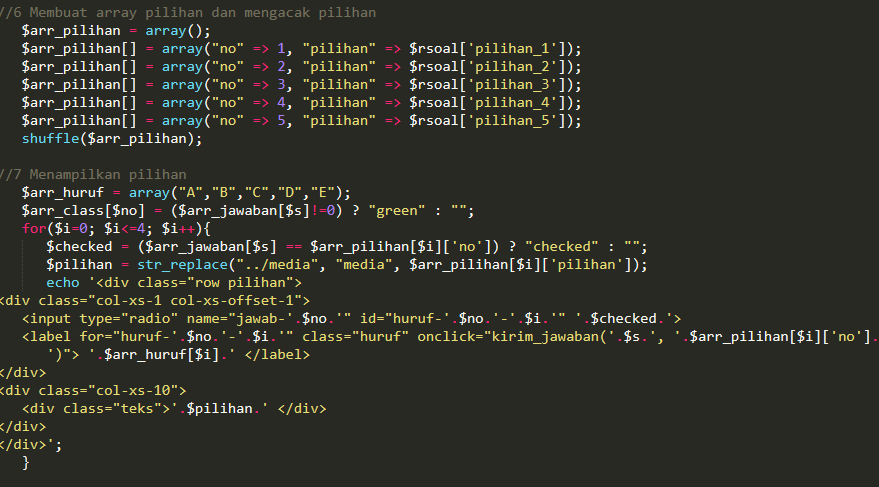 //6 Membuat array pilihan dan mengacak pilihan
$arr_pilihan = array();
$arr_pilihan[] = array("no" => 1, "pilihan" => $rsoal['pilihan_1']);
$arr_pilihan[] = array("no" => 2, "pilihan" => $rsoal['pilihan_2']);
$arr_pilihan[] = array("no" => 3, "pilihan" => $rsoal['pilihan_3']);
$arr_pilihan[] = array("no" => 4, "pilihan" => $rsoal['pilihan_4']);
$arr_pilihan[] = array("no" => 5, "pilihan" => $rsoal['pilihan_5']);
shuffle($arr_pilihan);
//7 Menampilkan pilihan
$arr_huruf = array("A","B","C","D","E");
$arr_class[$no] = ($arr_jawaban[$s]!=0) ? "green" : "";
for($i=0; $i<=4; $i++){
$checked = ($arr_jawaban[$s] == $arr_pilihan[$i]['no']) ? "checked" : "";
$pilihan = str_replace("../media", "media", $arr_pilihan[$i]['pilihan']);
echo '<div class="row pilihan">
<div class="col-xs-1 col-xs-offset-1">
<input type="radio" name="jawab-'.$no.'" id="huruf-'.$no.'-'.$i.'" '.$checked.'>
<label for="huruf-'.$no.'-'.$i.'" class="huruf" onclick="kirim_jawaban('.$s.', '.$arr_pilihan[$i]['no'].
')"> '.$arr_huruf[$i].' </label>
</div>
<div class="col-xs-10">
<div class="teks">'.$pilihan.' </div>
</div>
</div>';
}